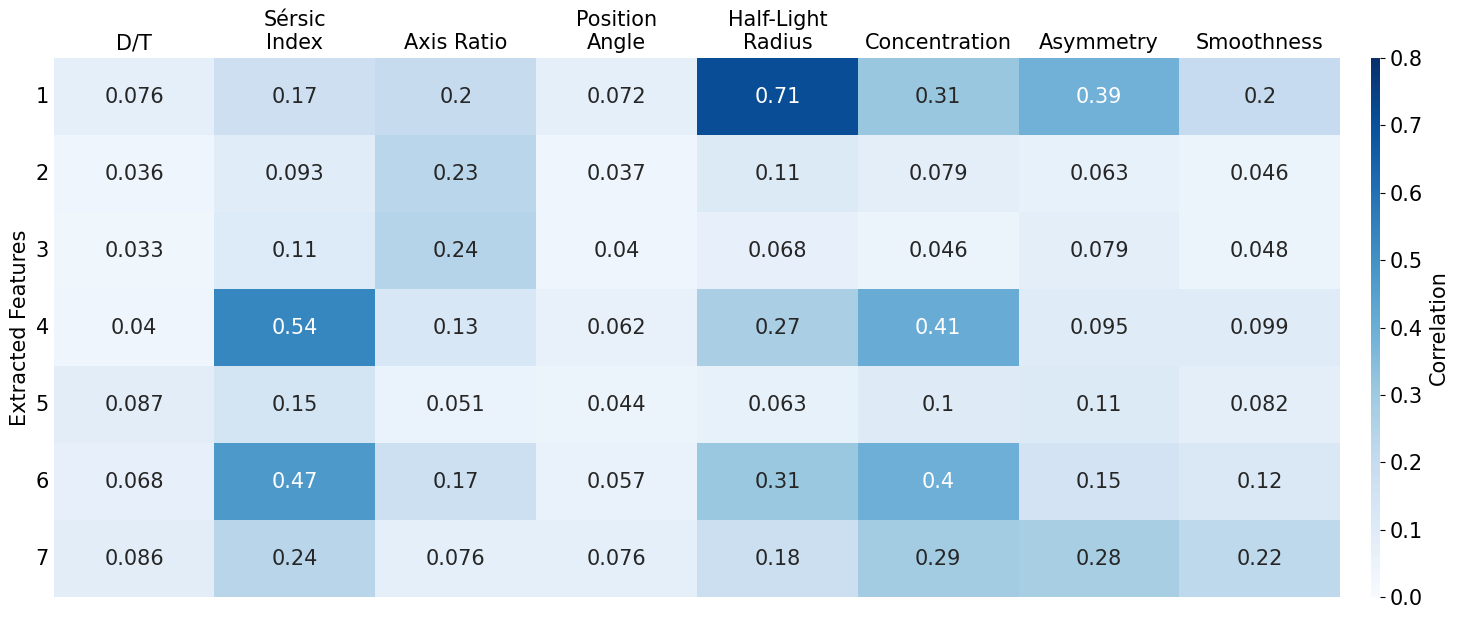 Sérsic
Position
Half-Light
D/T
Index
Axis Ratio
Angle
Radius
Concentration
Asymmetry
Smoothness
1 0.076 0.17 0.2 0.072 0.71 0.31 0.39 0.2
2 0.036 0.093 0.23 0.037 0.11 0.079 0.063 0.046
3 0.033 0.11 0.24 0.04 0.068 0.046 0.079 0.048
4 0.04 0.54 0.13 0.062 0.27 0.41 0.095 0.099
5 0.087 0.15 0.051 0.044 0.063 0.1 0.11 0.082
6 0.068 0.47 0.17 0.057 0.31 0.4 0.15 0.12
7 0.086 0.24 0.076 0.076 0.18 0.29 0.28 0.22
Extracted Features
0.8
0.7
0.6
0.5
0.4
0.3
0.2
0.1
0.0
Correlation